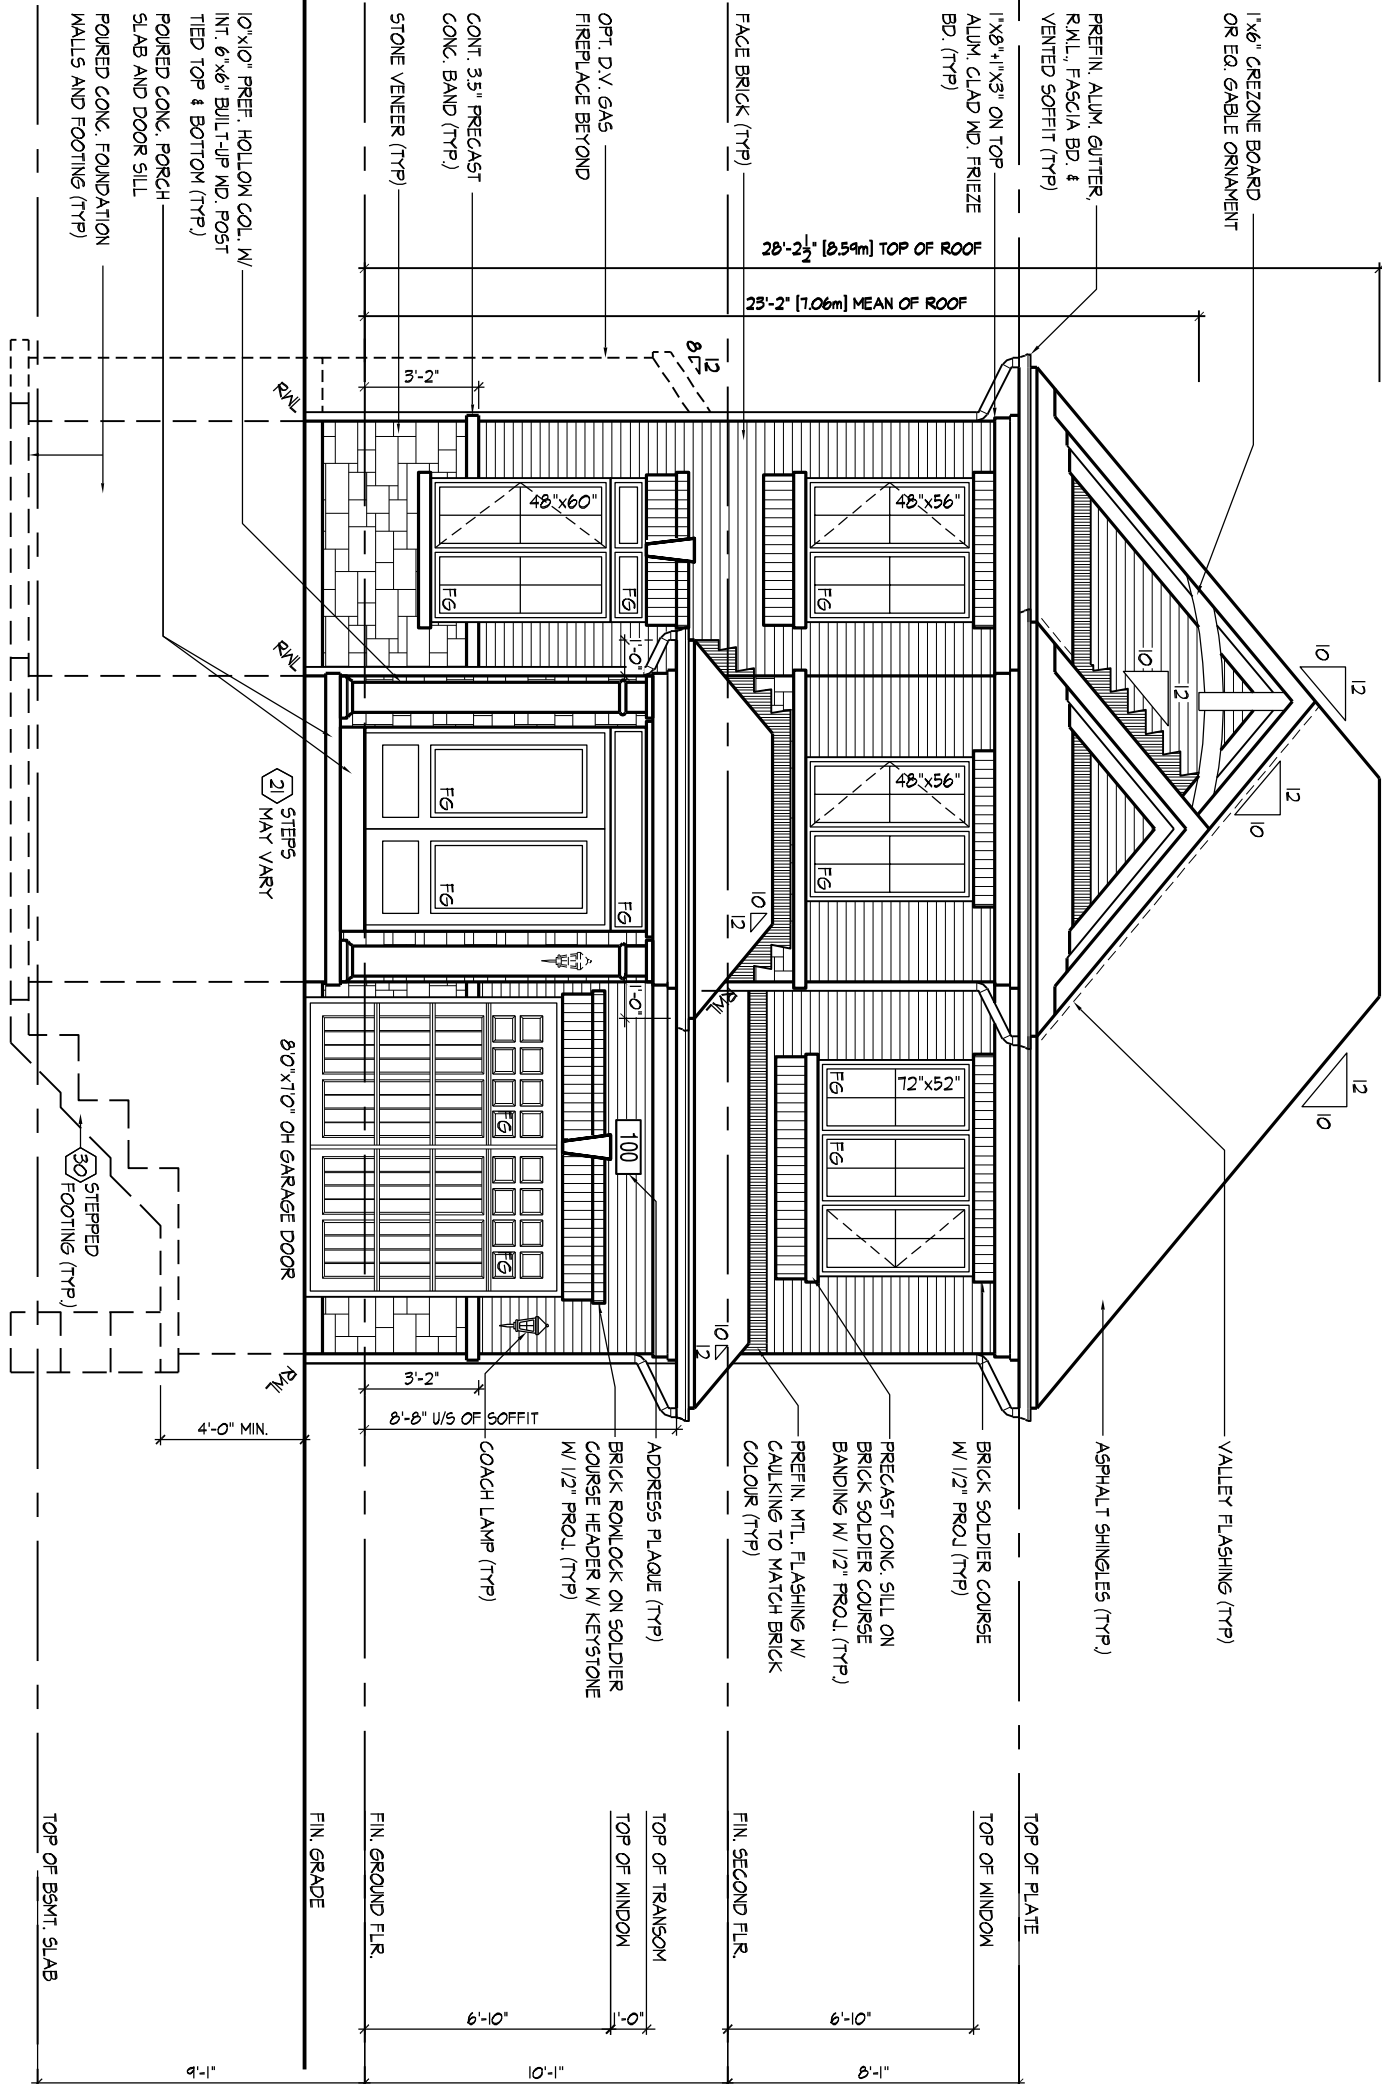 1"x6" CREZONE BOARD
OR EQ. GABLE ORNAMENT
PREFIN. ALUM. GUTTER,
R.W.L., FASCIA BD. &
VENTED SOFFIT (TYP)
1"X8"+1"X3" ON TOP
ALUM. CLAD WD. FRIEZE
BD. (TYP)
FACE BRICK (TYP)
OPT. D.V. GAS
FIREPLACE BEYOND
CONT. 3.5" PRECAST
CONC. BAND (TYP.)
STONE VENEER (TYP)
10"x10" PREF. HOLLOW COL. W/
INT. 6"x6" BUILT-UP WD. POST
TIED TOP & BOTTOM (TYP.)
POURED CONC. PORCH
SLAB AND DOOR SILL
POURED CONC. FOUNDATION
WALLS AND FOOTING (TYP)
28'-2½" [8.59m] TOP OF ROOF
23'-2" [7.06m] MEAN OF ROOF
12
8
3'-2"
RWL
RWL
1'-0"
12
10
12
10
12
10
12
10
48"x56"
FG
48"x56"
FG
72"x52"
FG
FG
48"x60"
FG
FG
10
12
RWL
10
12
1'-0"
FG
FG
FG
100
FG
FG
21
STEPS
MAY VARY
8'0"x7'0" OH GARAGE DOOR
30
STEPPED
FOOTING (TYP.)
RWL
3'-2"
8'-8" U/S OF SOFFIT
4'-0" MIN.
VALLEY FLASHING (TYP)
ASPHALT SHINGLES (TYP.)
BRICK SOLDIER COURSE
W/ 1/2" PROJ (TYP)
PRECAST CONC. SILL ON
BRICK SOLDIER COURSE
BANDING W/ 1/2" PROJ. (TYP.)
PREFIN. MTL. FLASHING W/
CAULKING TO MATCH BRICK
COLOUR (TYP)
ADDRESS PLAQUE (TYP)
BRICK ROWLOCK ON SOLDIER
COURSE HEADER W/ KEYSTONE
W/ 1/2" PROJ. (TYP)
COACH LAMP (TYP)
TOP OF PLATE
TOP OF WINDOW
FIN. SECOND FLR.
TOP OF TRANSOM
TOP OF WINDOW
FIN. GROUND FLR.
FIN. GRADE
TOP OF BSMT. SLAB
6'-10"
1'-0"
6'-10"
8'-1"
10'-1"
9'-1"